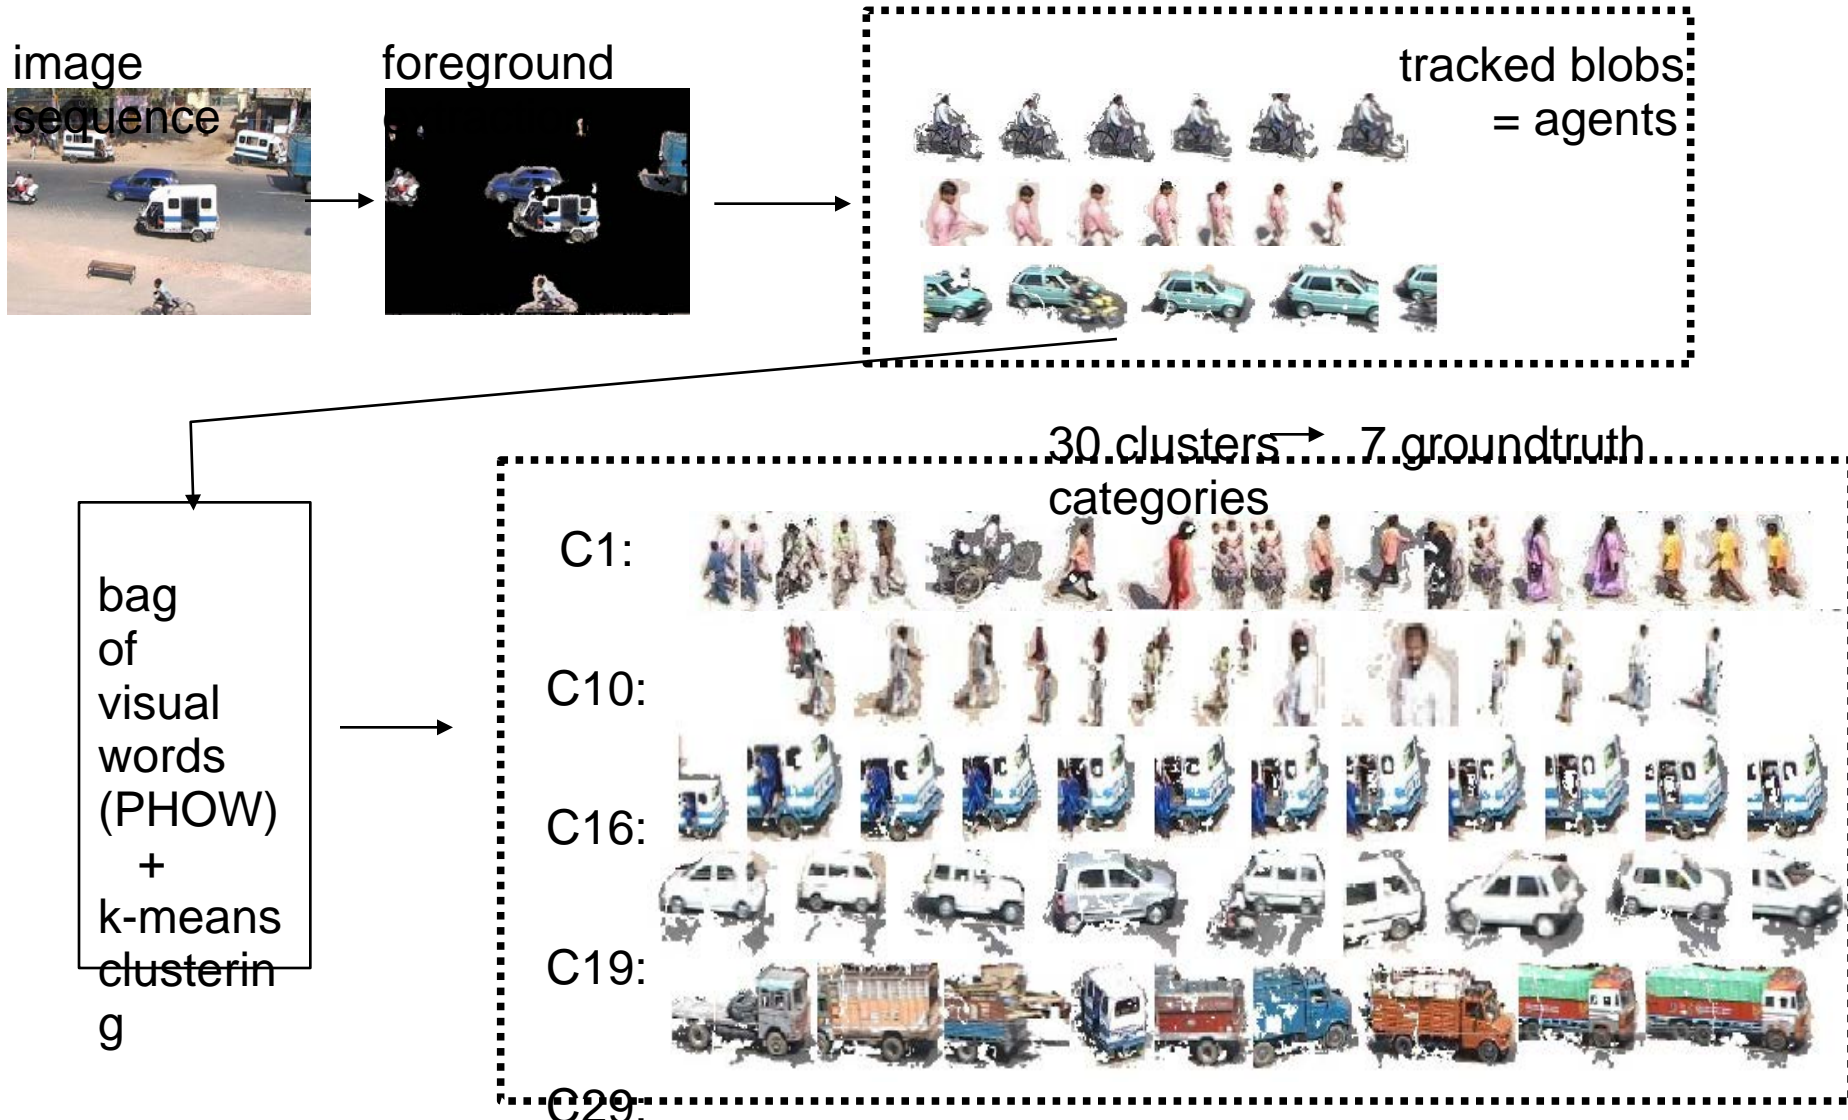 image
sequence
foreground
tracked blobs
= agents
30 clusters → 7 groundtruth
categories
bag
of
visual
words
(PHOW)
+
k-means
clusterin
g
C1:
C10:
C16:
C19:
C29: